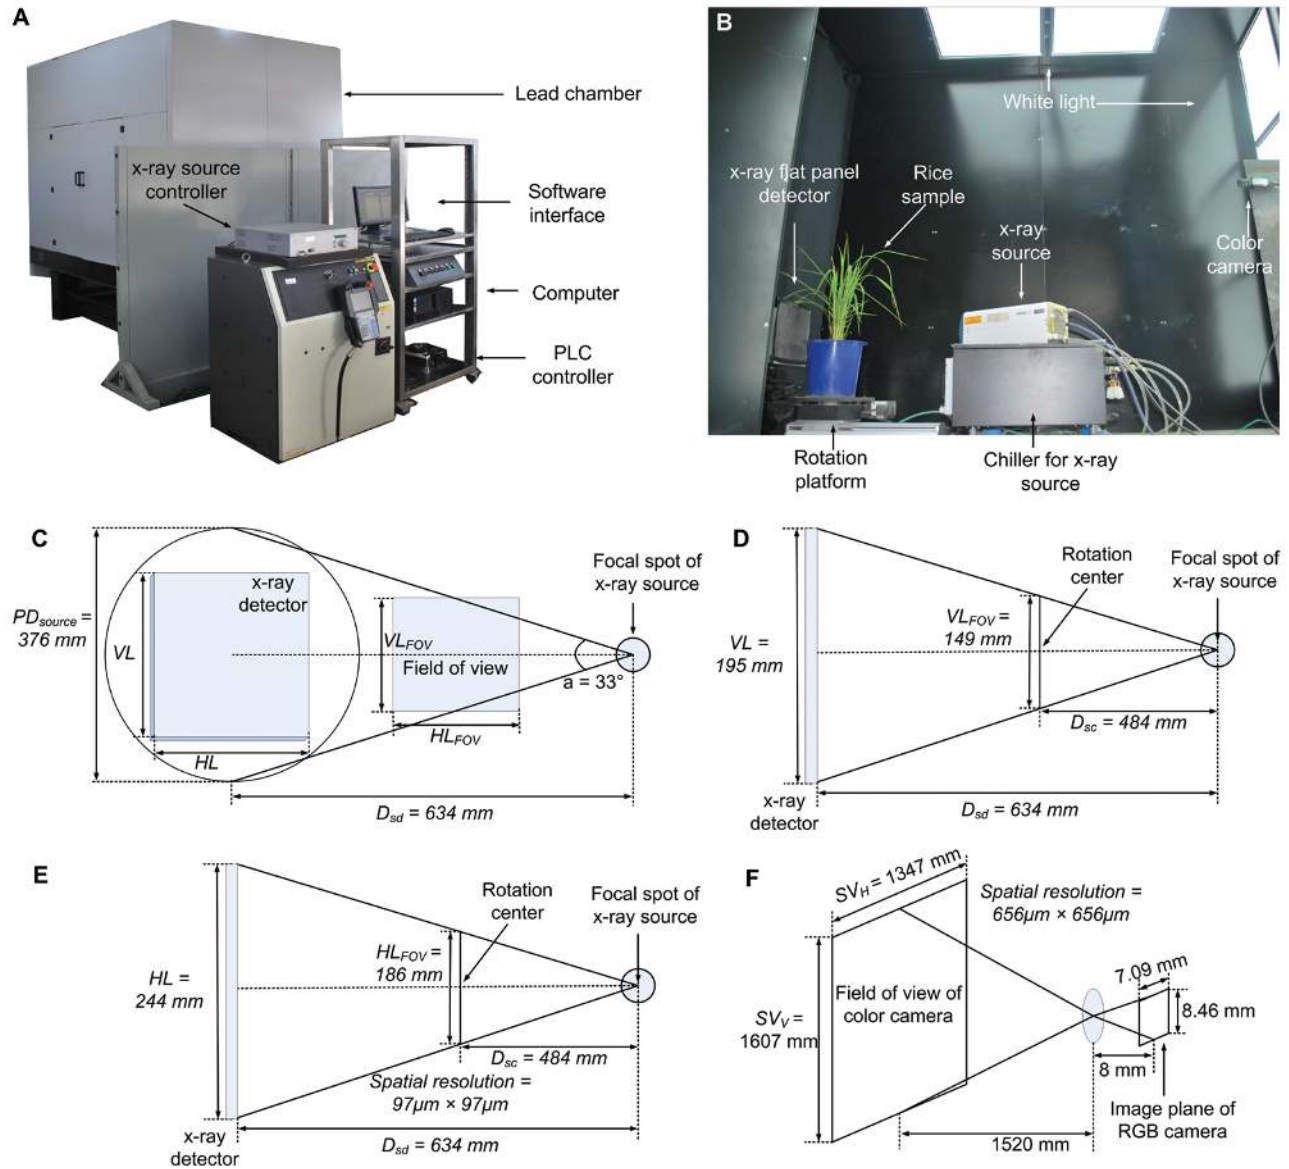 A
Lead chamber
x-ray source
controller
Software
interface
Computer
PLC
controller
B
White light
x-ray flat panel
detector
Rice
sample
x-ray
source
Color
camera
Rotation
platform
Chiller for x-ray
source
C
PDsource =
376 mm
VL
x-ray
detector
HL
VLFOV
Field of view
HLFOV
Focal spot of
x-ray source
a = 33°
Dsd = 634 mm
D
VL =
195 mm
VLFOV =
149 mm
Rotation
center
Focal spot of
x-ray source
Dsc = 484 mm
x-ray
detector
Dsd = 634 mm
E
HL =
244 mm
HLFOV =
186 mm
Rotation
center
Focal spot of
x-ray source
Dsc = 484 mm
Spatial resolution =
97µm × 97µm
x-ray
detector
Dsd = 634 mm
F
SVH = 1347 mm
Spatial resolution =
656µm × 656µm
SVV =
1607 mm
Field of view of
color camera
7.09 mm
8.46 mm
8 mm
1520 mm
Image plane of
RGB camera